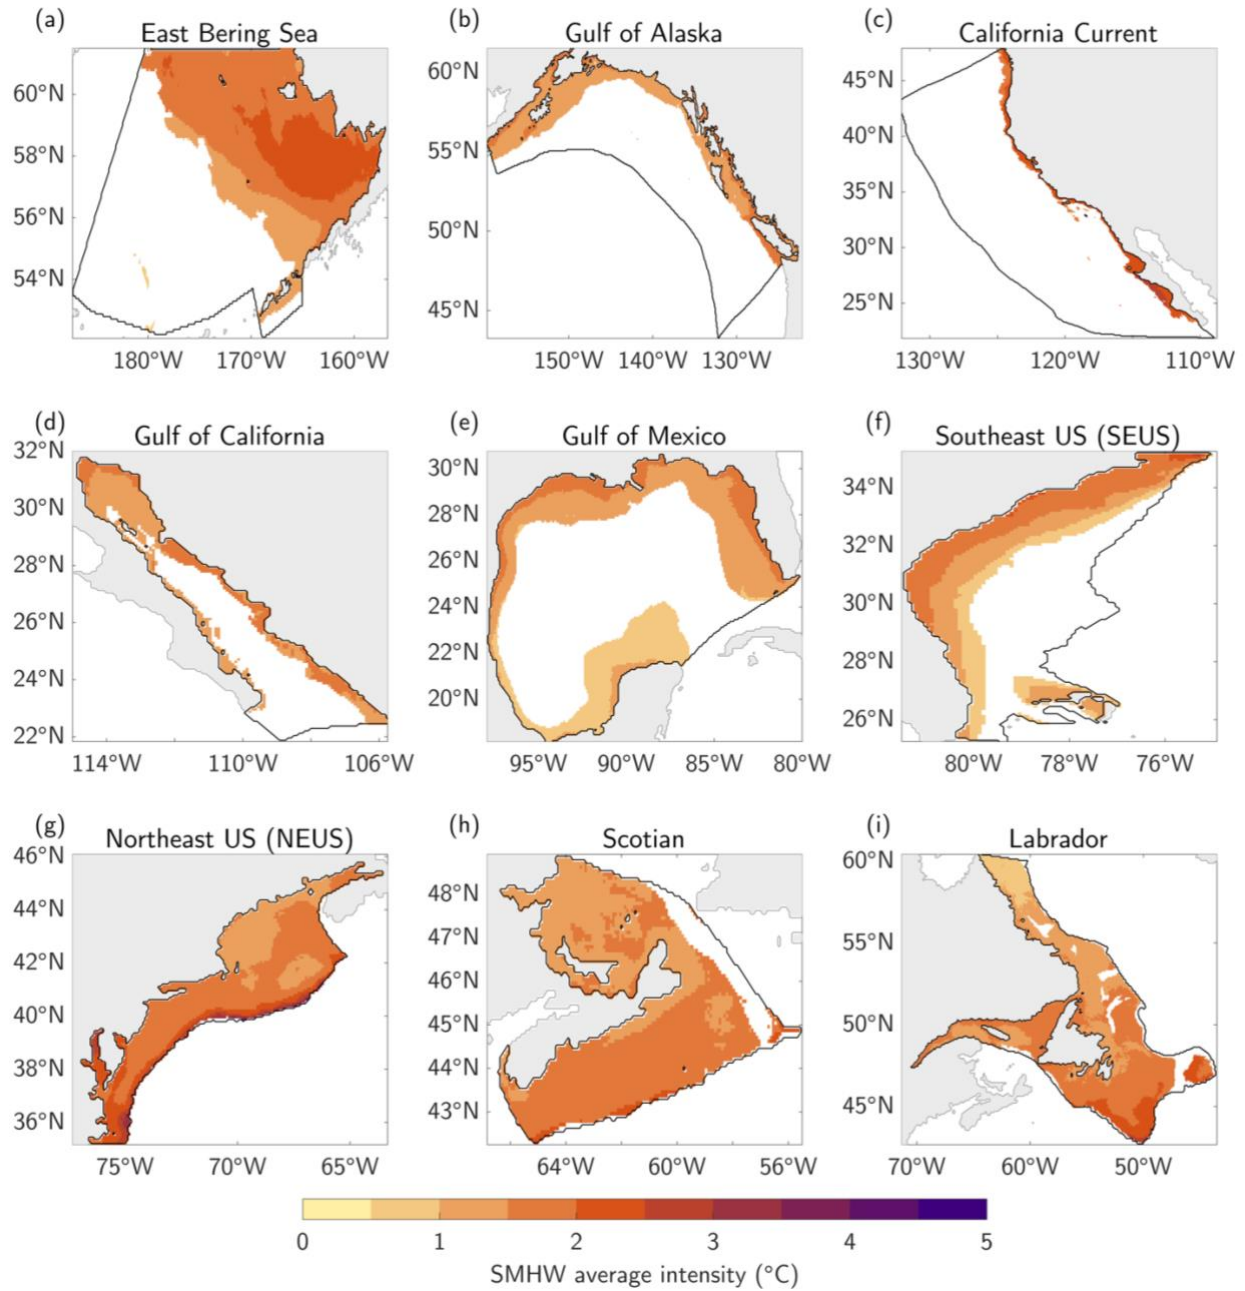 (a) East Bering Sea
60°N
58°N
56°N
54°N
180°W 170°W 160°W
(b) Gulf of Alaska
60°N
55°N
50°N
45°N
150°W 140°W 130°W
(c) California Current
45°N
40°N
35°N
30°N
25°N
130°W 120°W 110°W
(d) Gulf of California
32°N
30°N
28°N
26°N
24°N
22°N
114°W 110°W 106°W
(e) Gulf of Mexico
30°N
28°N
26°N
24°N
22°N
20°N
95°W 90°W 85°W 80°W
(f) Southeast US (SEUS)
34°N
32°N
30°N
28°N
26°N
80°W 78°W 76°W
(g) Northeast US (NEUS)
46°N
44°N
42°N
40°N
38°N
36°N
75°W 70°W 65°W
(h) Scotian
48°N
47°N
46°N
45°N
44°N
43°N
64°W 60°W 56°W
(i) Labrador
60°N
55°N
50°N
45°N
70°W 60°W 50°W
0 1 2 3 4 5
SMHW average intensity (°C)